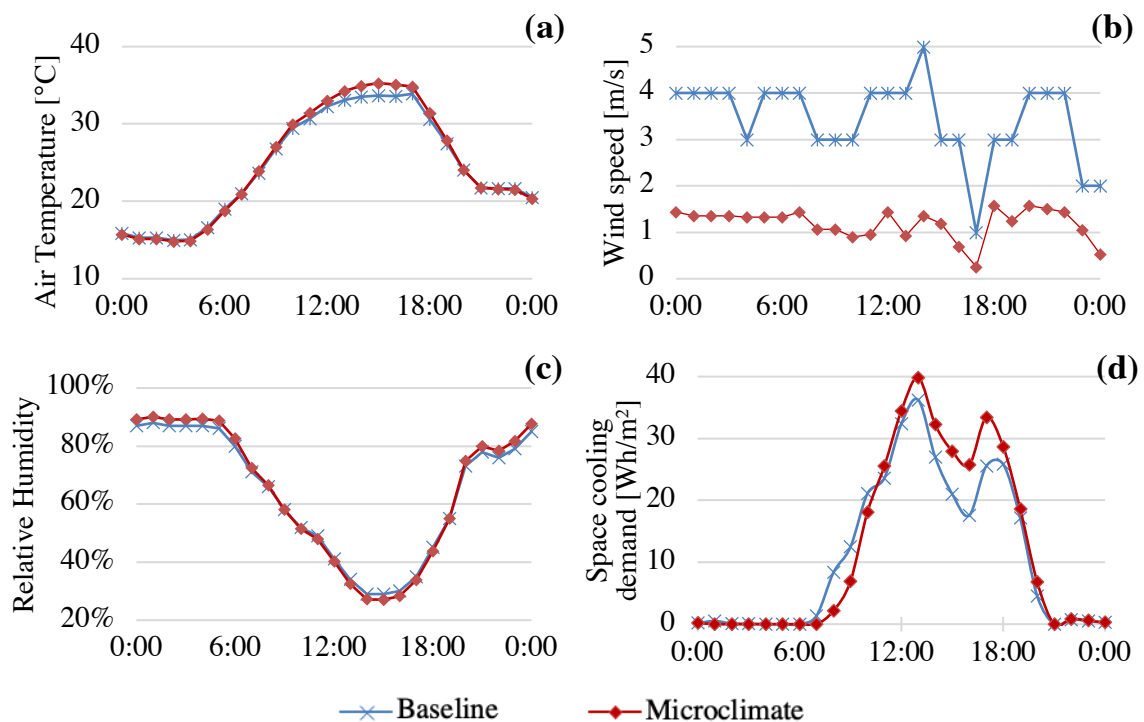 (a)
Air Temperature [°C]
40
30
20
10
0:00 6:00 12:00 18:00 0:00
(b)
Wind speed [m/s]
5
4
3
2
1
0
0:00 6:00 12:00 18:00 0:00
(c)
Relative Humidity
100%
80%
60%
40%
20%
0:00 6:00 12:00 18:00 0:00
(d)
Space cooling
demand [Wh/m²]
40
30
20
10
0
0:00 6:00 12:00 18:00 0:00
Baseline Microclimate